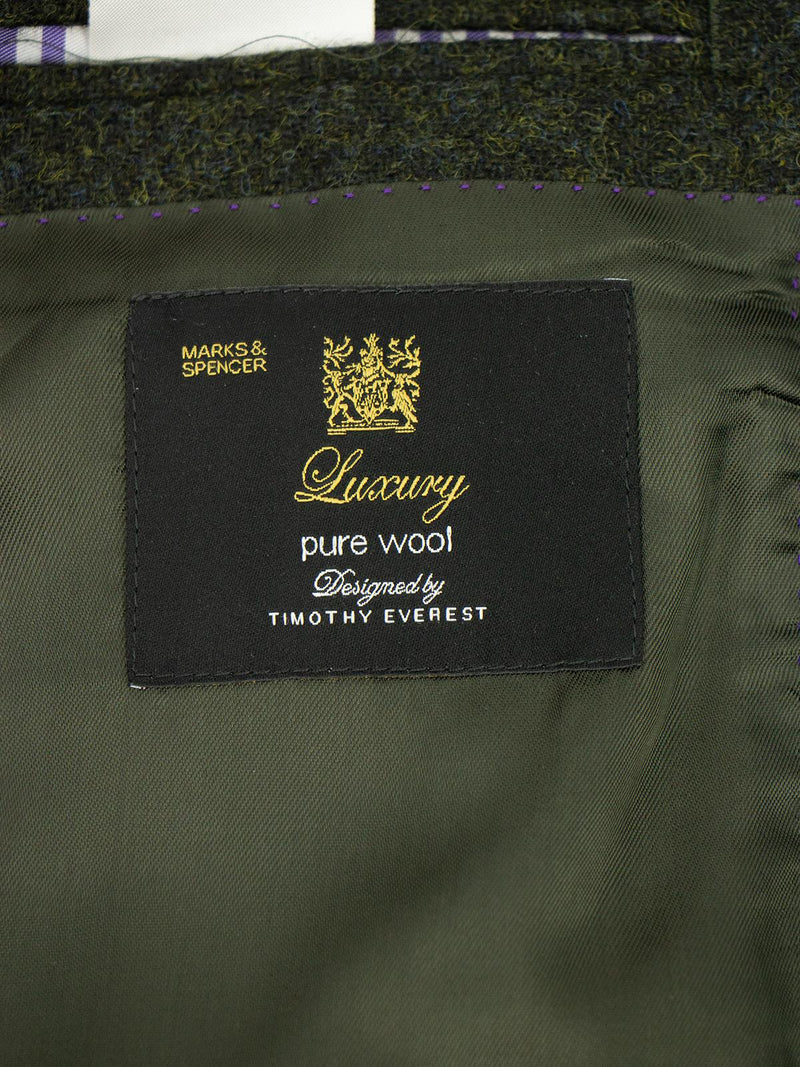 MARKS &
SPENCER
Luxury
pure wool
Designed by
TIMOTHY EVEREST